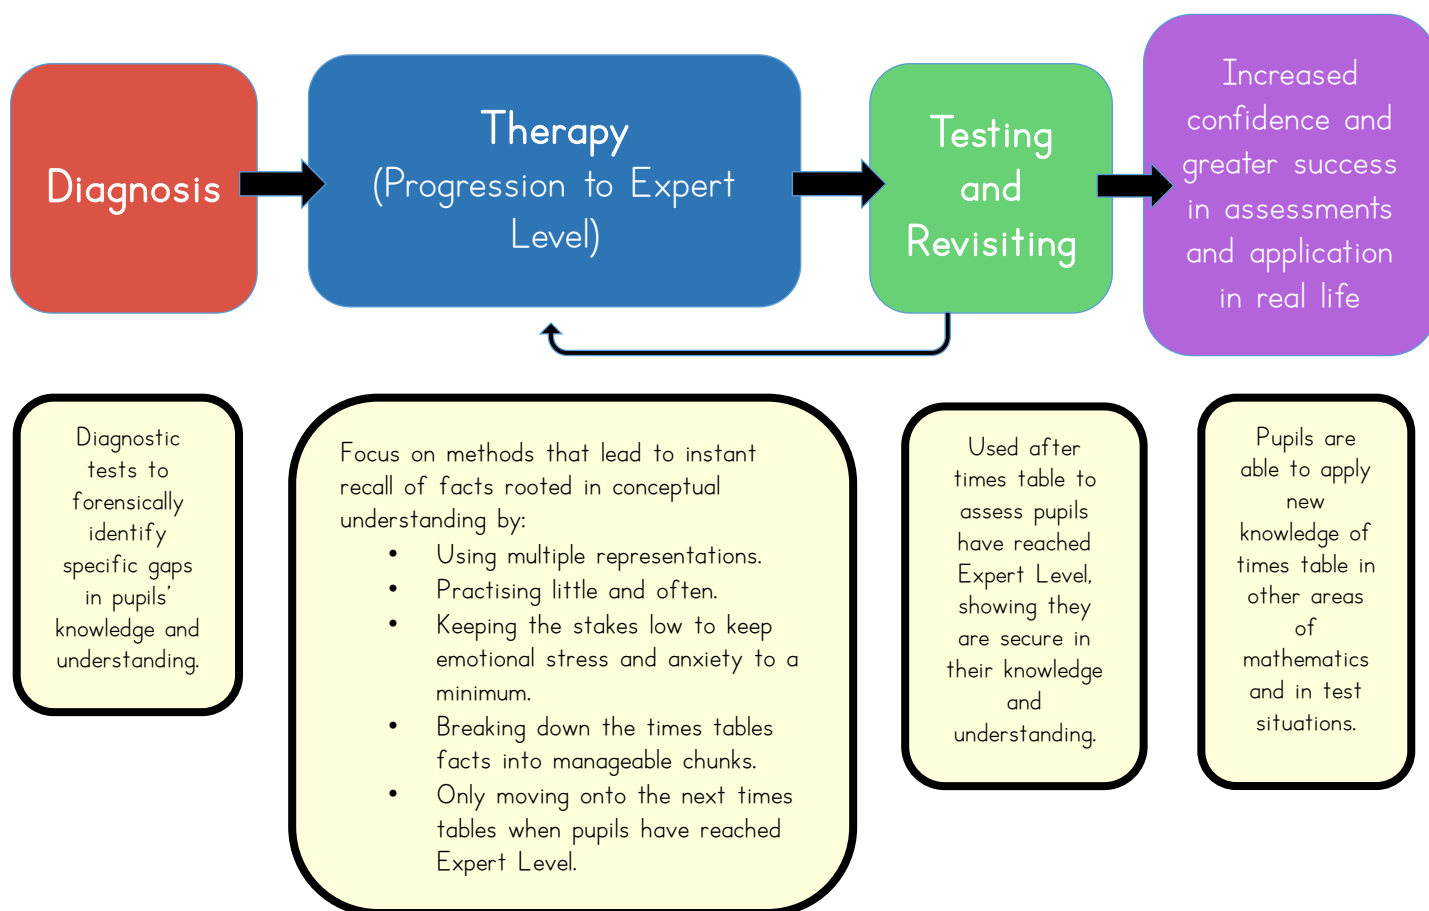 Diagnosis
Therapy
(Progression to Expert
Level)
Testing
and
Revisiting
Increased
confidence and
greater success
in assessments
and application
in real life
Diagnostic
tests to
forensically
identify
specific gaps
in pupils’
knowledge and
understanding.
Focus on methods that lead to instant
recall of facts rooted in conceptual
understanding by:
• Using multiple representations.
• Practising little and often.
• Keeping the stakes low to keep
emotional stress and anxiety to a
minimum.
• Breaking down the times tables
facts into manageable chunks.
• Only moving onto the next times
tables when pupils have reached
Expert Level.
Used after
times table to
assess pupils
have reached
Expert Level,
showing they
are secure in
their knowledge
and
understanding.
Pupils are
able to apply
new
knowledge of
times table in
other areas
of
mathematics
and in test
situations.